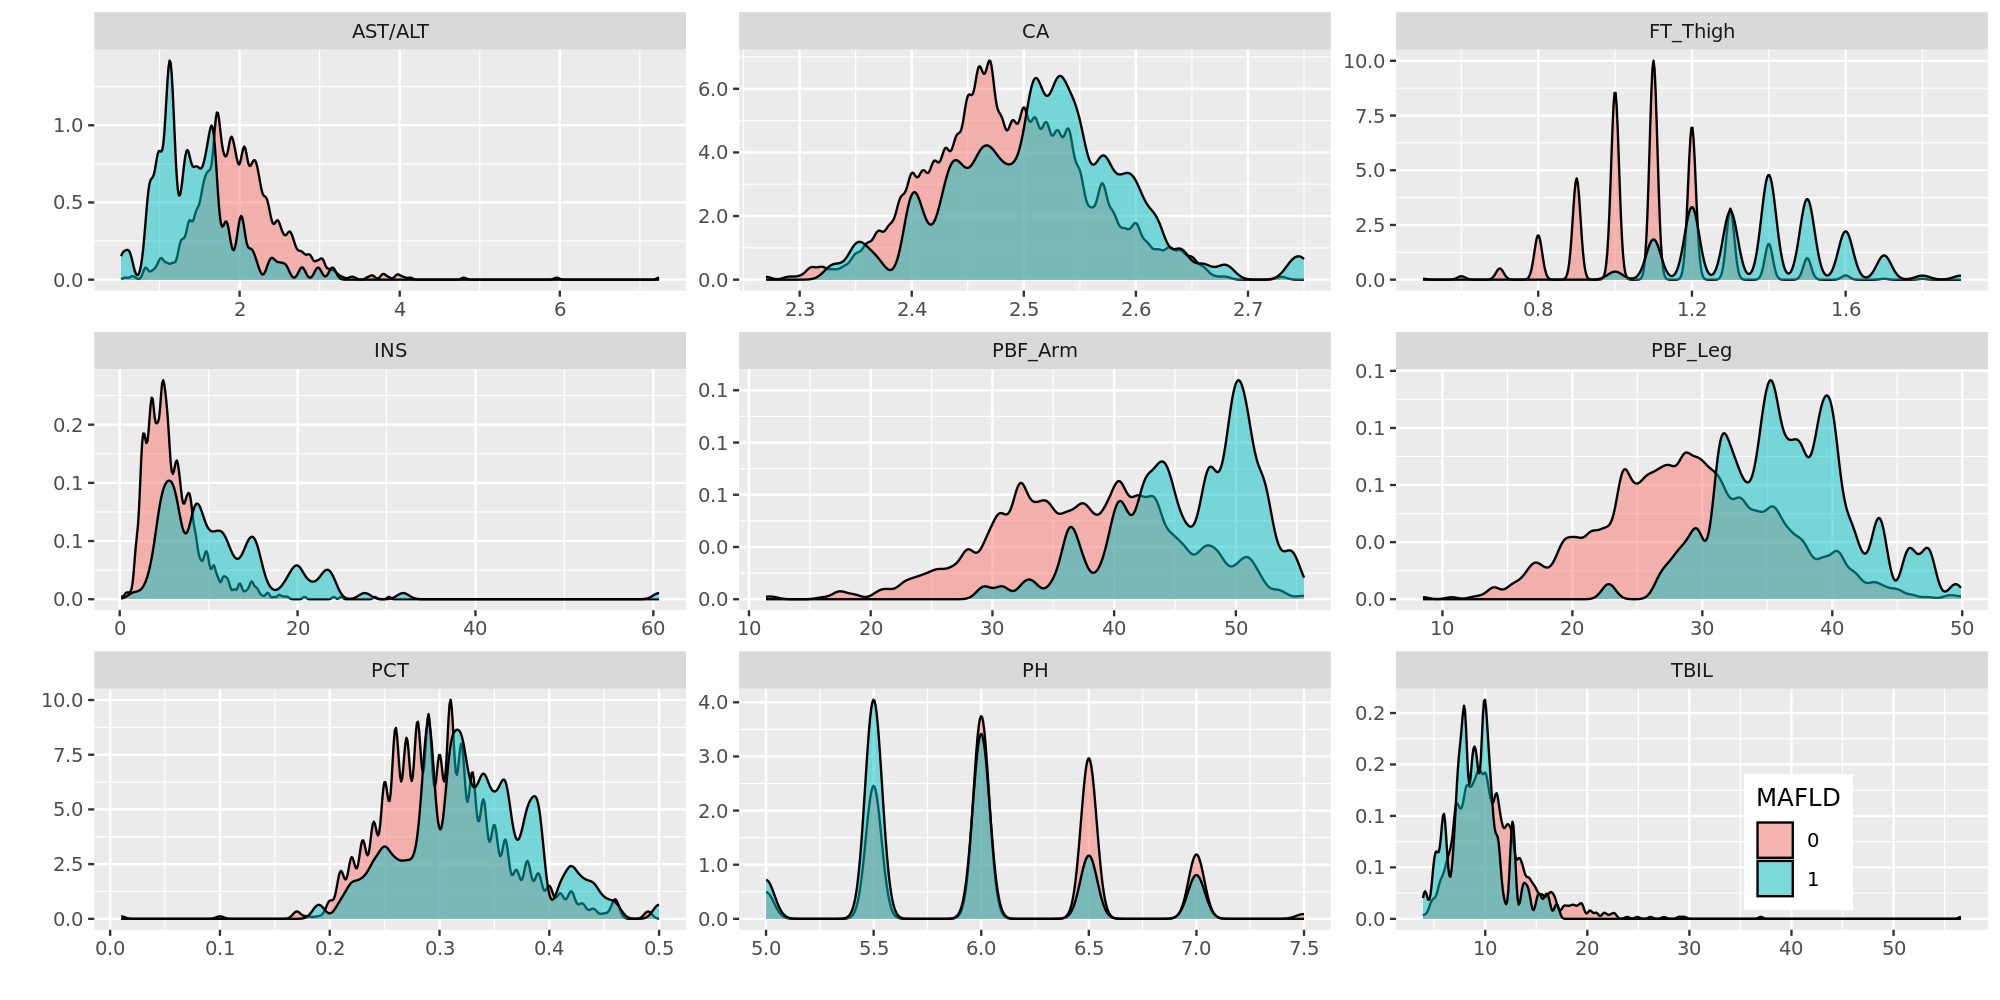 AST/ALT CA FT_Thigh
1.0 0.5 0.0
6.0 4.0 2.0 0.0
10.0 7.5 5.0 2.5 0.0
2 4 6
2.3 2.4 2.5 2.6 2.7
0.8 1.2 1.6
INS PBF_Arm PBF_Leg
0.2 0.1 0.1 0.0
0.1 0.1 0.1 0.0 0.0
0.1 0.1 0.1 0.0 0.0
0 20 40 60
10 20 30 40 50
10 20 30 40 50
PCT PH TBIL
10.0 7.5 5.0 2.5 0.0
4.0 3.0 2.0 1.0 0.0
0.2 0.2 0.1 0.1 0.0
MAFLD
0
1
0.0 0.1 0.2 0.3 0.4 0.5
5.0 5.5 6.0 6.5 7.0 7.5
10 20 30 40 50